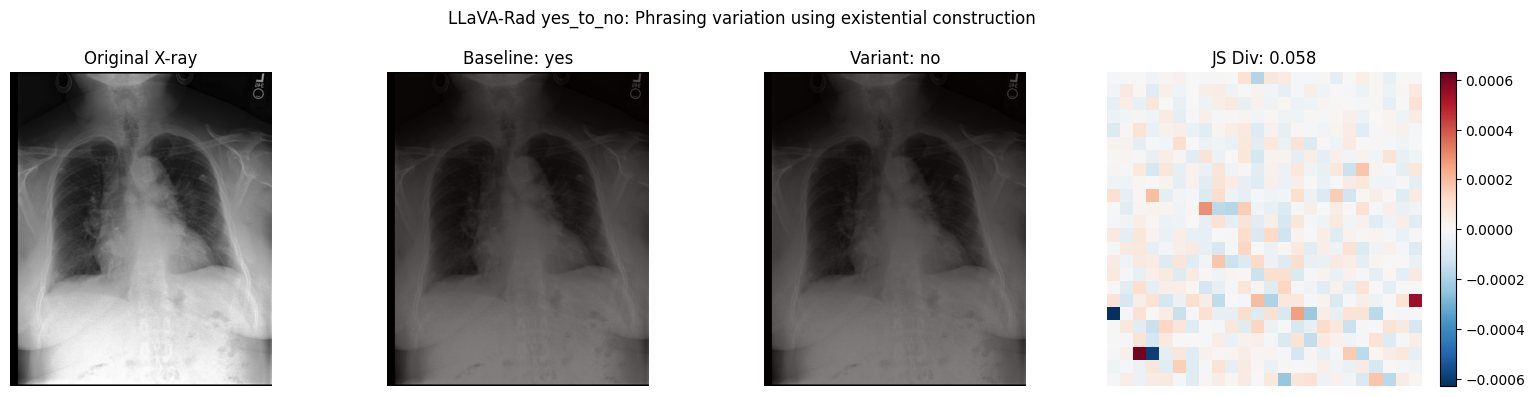 LLaVA-Rad yes_to_no: Phrasing variation using existential construction
Original X-ray
Baseline: yes
Variant: no
JS Div: 0.058
0.0006
0.0004
0.0002
0.0000
−0.0002
−0.0004
−0.0006